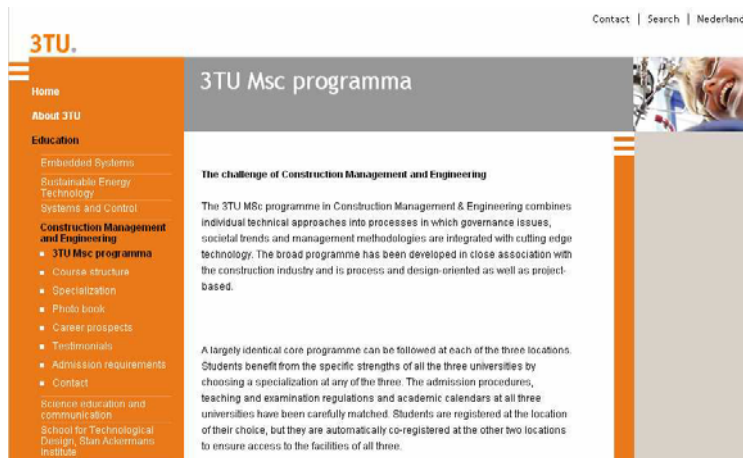 Contact | Search | Nederland
3TU.
Home
About 3TU
Education
Embedded Systems
Sustainable Energy
Technology
Systems and Control
Construction Management
and Engineering
3TU Msc programma
Course structure
Specialization
Photo book
Career prospects
Testimonials
Admission requirements
Contact
Science education and
communication
School for Technological
Design, Stan Ackermans
Institute
3TU Msc programma
The challenge of Construction Management and Engineering
The 3TU MSc programme in Construction Management & Engineering combines
individual technical approaches into processes in which governance issues,
societal trends and management methodologies are integrated with cutting edge
technology. The broad programme has been developed in close association with
the construction industry and is process and design-oriented as well as project-
based.
A largely identical core programme can be followed at each of the three locations.
Students benefit from the specific strengths of all the three universities by
choosing a specialization at any of the three. The admission procedures,
teaching and examination regulations and academic calendars at all three
universities have been carefully matched. Students are registered at the location
of their choice, but they are automatically co-registered at the other two locations
to ensure access to the facilities of all three.